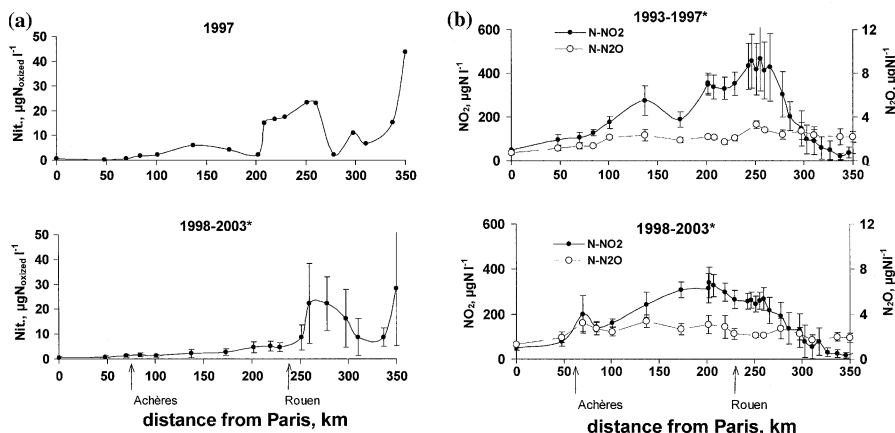 (a)
1997
Nit., µgN oxized l-1
50
40
30
20
10
0
0 50 100 150 200 250 300 350
1998-2003*
Nit., µgN oxized l-1
50
40
30
20
10
0
0 50 100 150 200 250 300 350
Achères
Rouen
distance from Paris, km
(b)
1993-1997*
N-NO2
N-N2O
NO2, µgN l-1
600
400
200
0
N2O, µgNl-1
12
8
4
0
0 50 100 150 200 250 300 350
1998-2003*
N-NO2
N-N2O
NO2, µgN l-1
600
400
200
0
N2O, µgNl-1
12
8
4
0
0 50 100 150 200 250 300 350
Achères
Rouen
distance from Paris, km